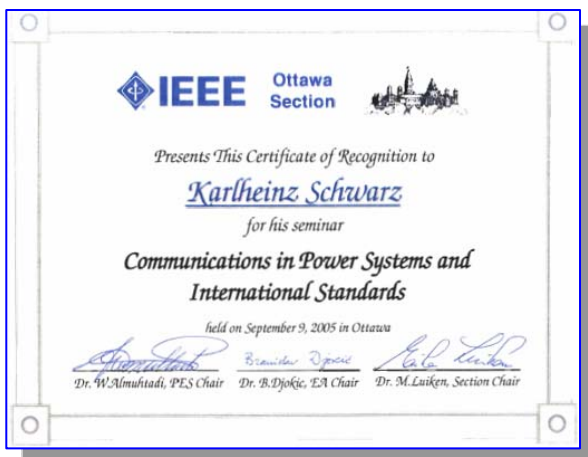 IEEE Ottawa Section
Presents This Certificate of Recognition to
Karlheinz Schwarz
for his seminar
Communications in Power Systems and
International Standards
held on September 9, 2005 in Ottawa
Branislav Djokic
Dr. W.Almuhtadi, PES Chair Dr. B.Djokic, EA Chair Dr. M.Luiken, Section Chair